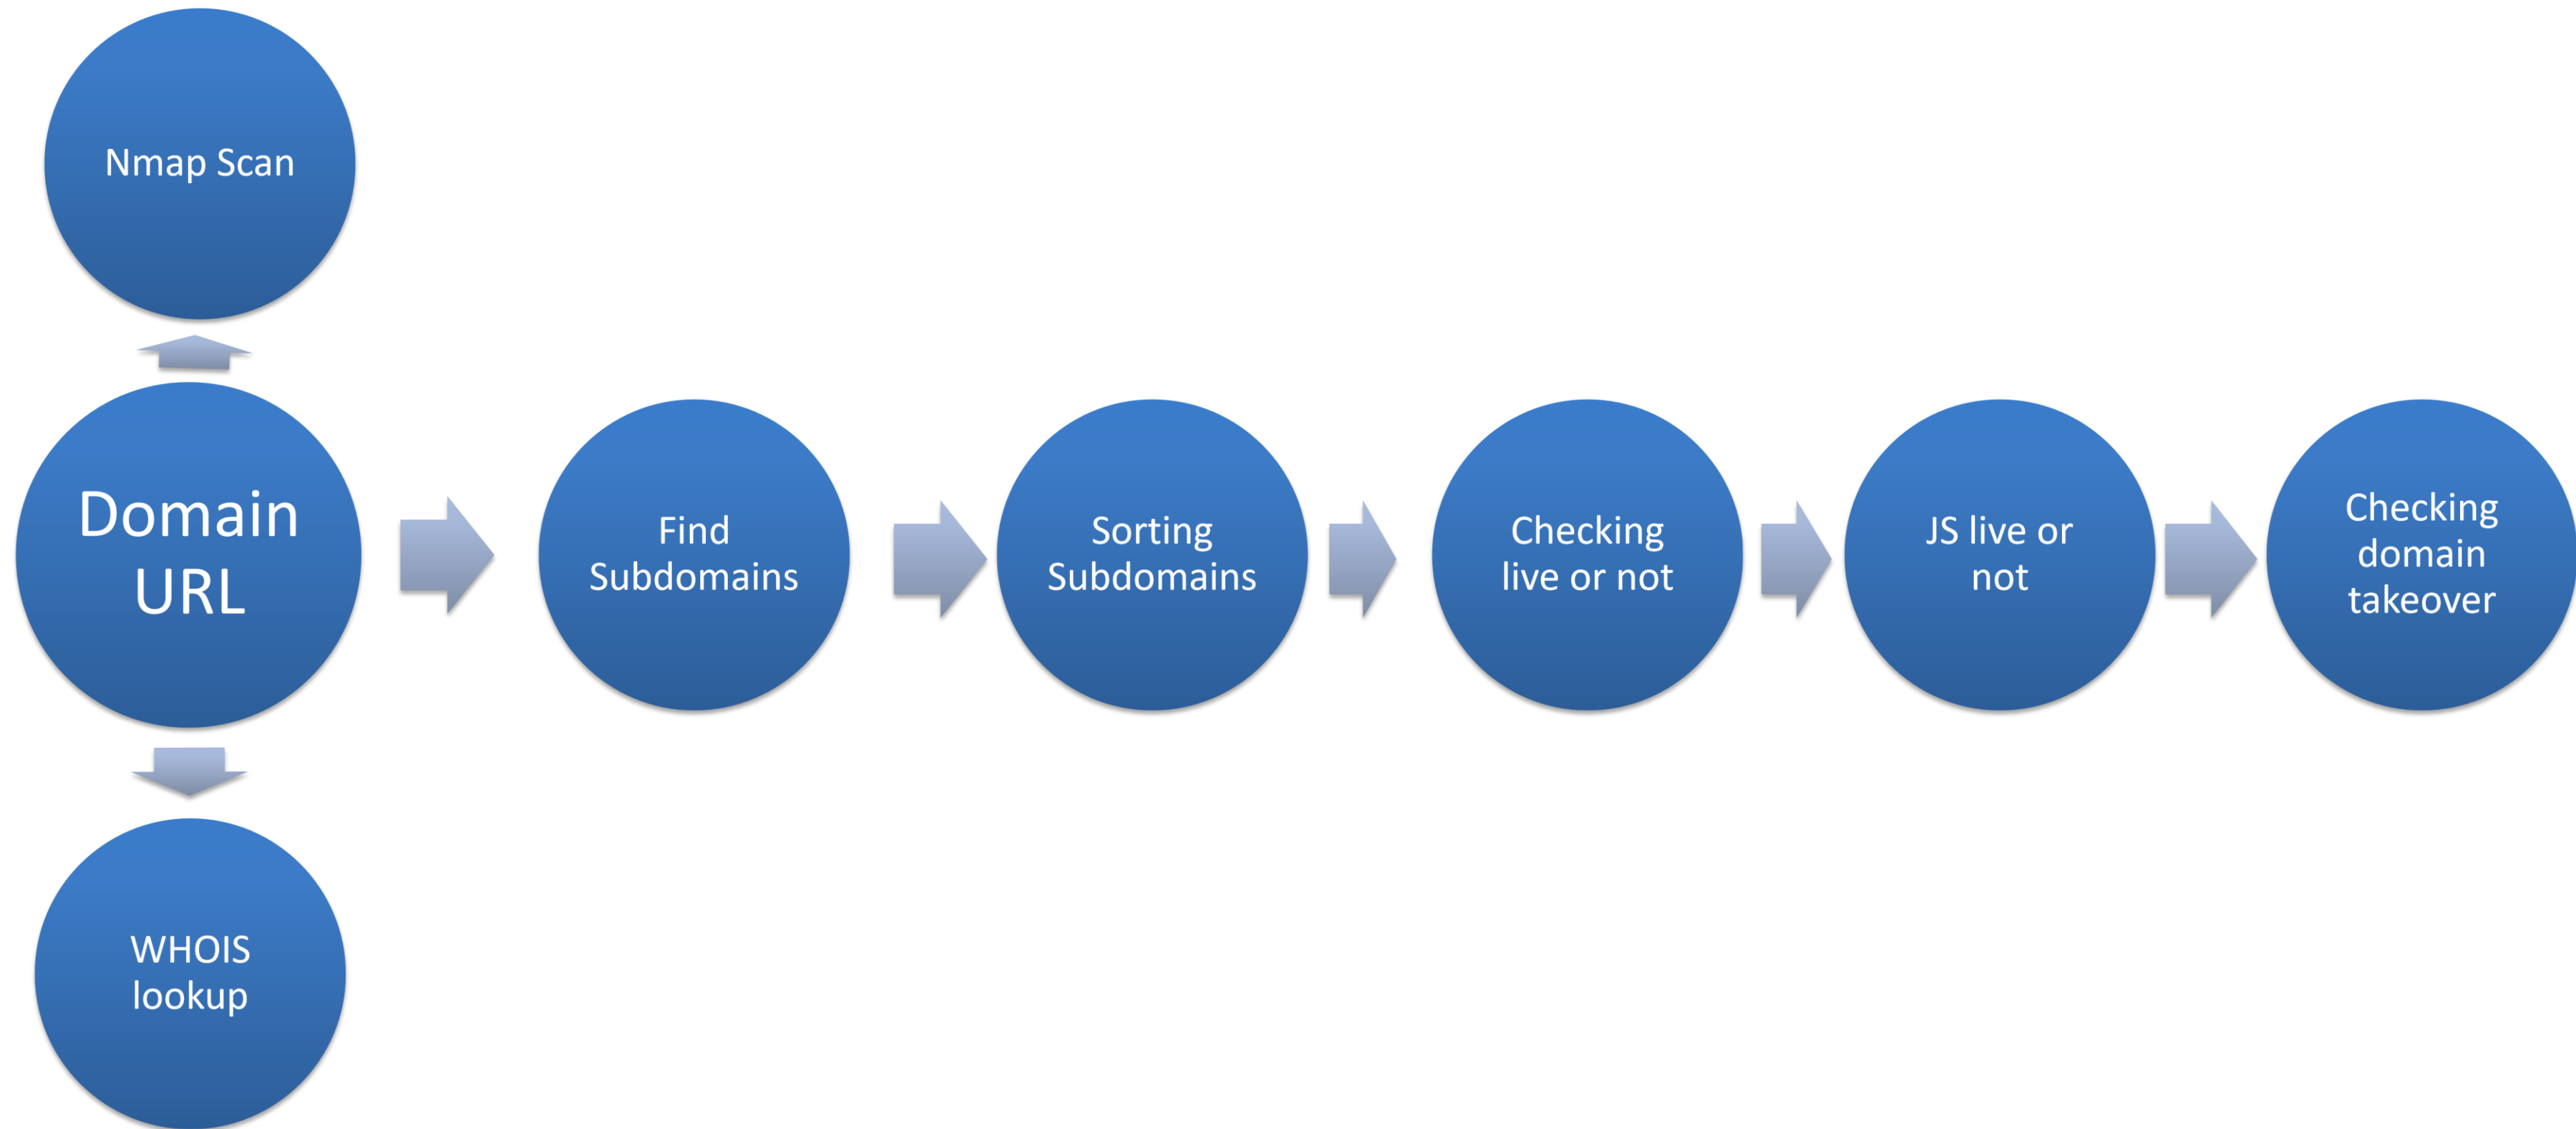 Nmap Scan
Domain
URL
Find
Subdomains
Sorting
Subdomains
Checking
live or not
JS live or
not
Checking
domain
takeover
WHOIS
lookup